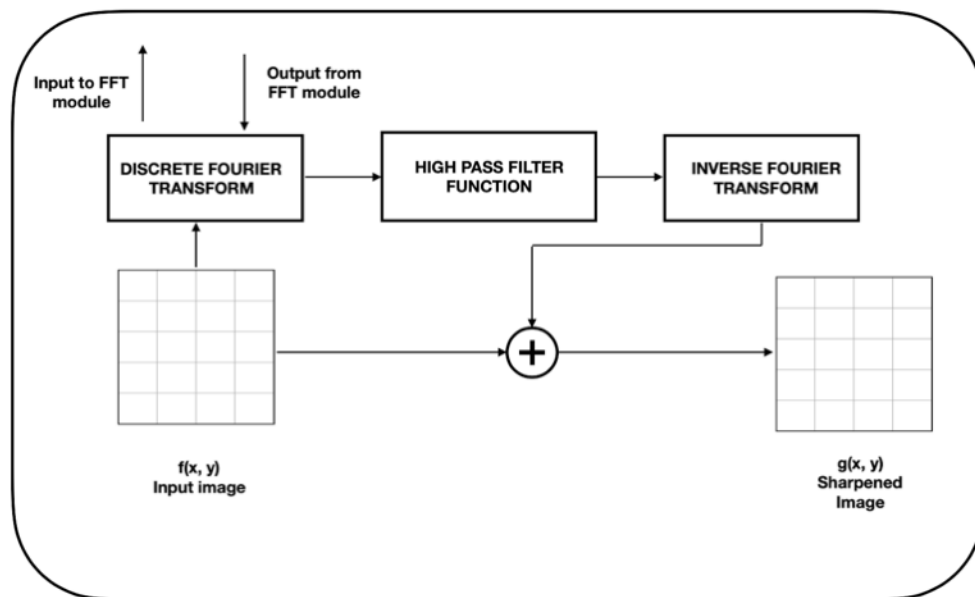 Input to FFT
module
Output from
FFT module
DISCRETE FOURIER
TRANSFORM
HIGH PASS FILTER
FUNCTION
INVERSE FOURIER
TRANSFORM
+
f(x, y)
Input image
g(x, y)
Sharpened
Image